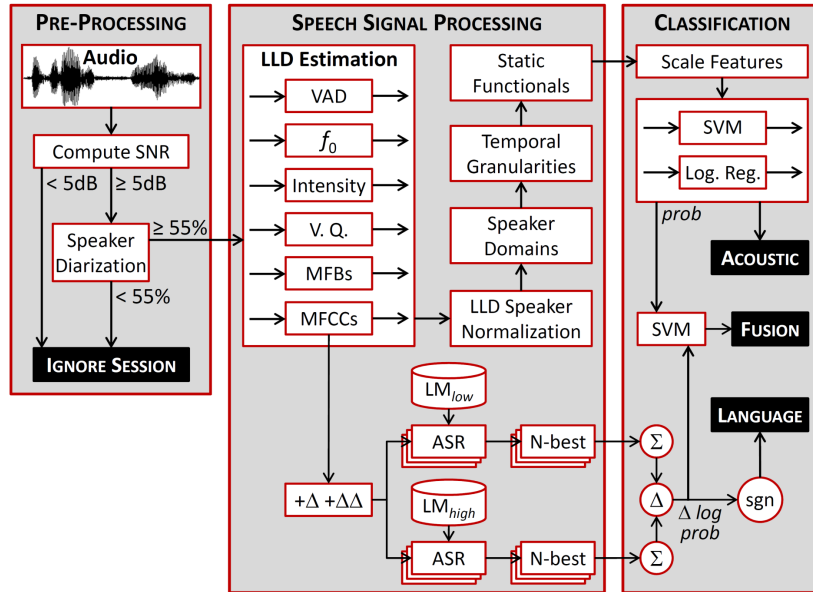 PRE-PROCESSING
Audio
Compute SNR
< 5dB
≥ 5dB
Speaker
Diarization
≥ 55%
< 55%
IGNORE SESSION
SPEECH SIGNAL PROCESSING
LLD Estimation
VAD
f0
Intensity
V. Q.
MFBs
MFCCs
Static
Functionals
Temporal
Granularities
Speaker
Domains
LLD Speaker
Normalization
LMlow
ASR
N-best
+Δ +ΔΔ
LMhigh
ASR
N-best
CLASSIFICATION
Scale Features
SVM
Log. Reg.
prob
ACOUSTIC
SVM
FUSION
LANGUAGE
Σ
Δ
Δ log
prob
sgn
Σ